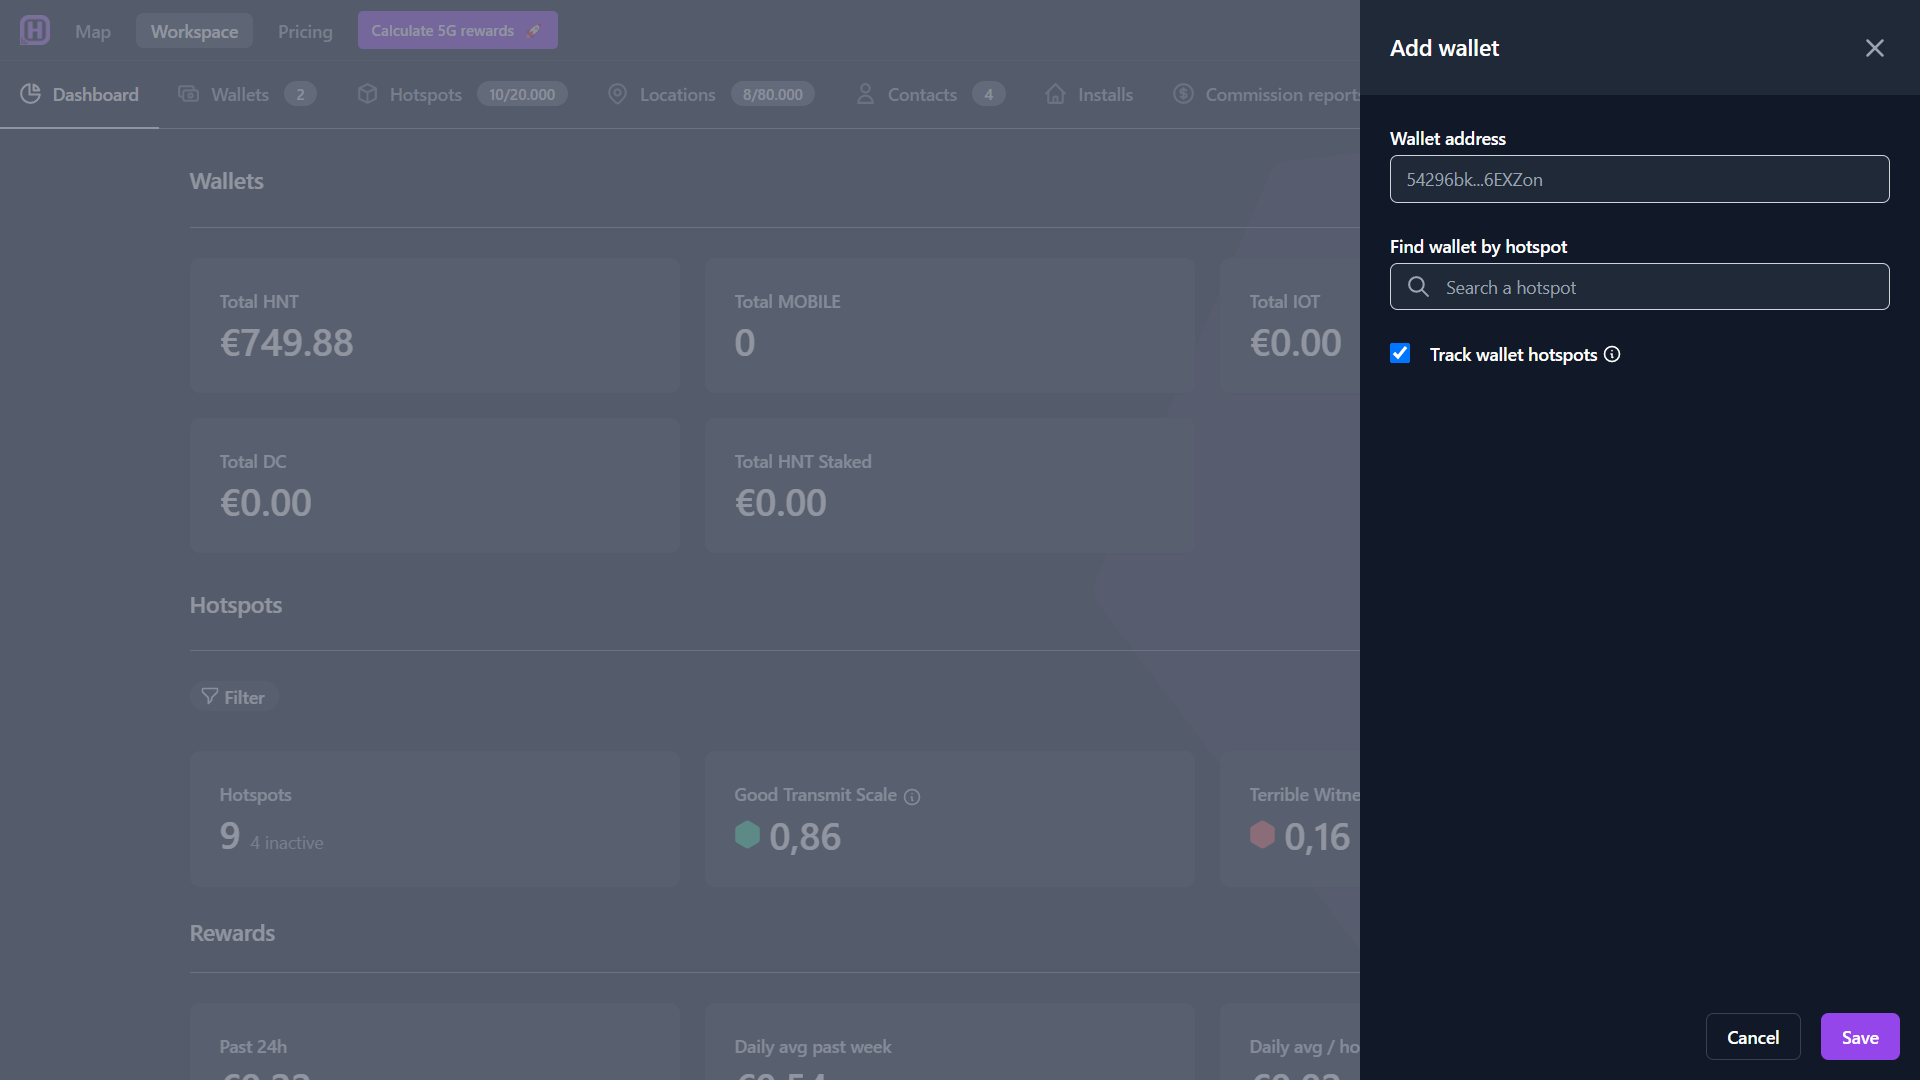 Map
Workspace
Pricing
Calculate 5G rewards
Dashboard
Wallets 2
Hotspots 10/20.000
Locations 8/80.000
Contacts 4
Installs
Commission reports
Wallets
Total HNT
€749.88
Total MOBILE
0
Total IOT
€0.00
Total DC
€0.00
Total HNT Staked
€0.00
Hotspots
Filter
Hotspots
9 4 inactive
Good Transmit Scale
0,86
Terrible Witne
0,16
Rewards
Past 24h
Daily avg past week
Daily avg / ho
Add wallet
Wallet address
54296bk...6EXZon
Find wallet by hotspot
Search a hotspot
Track wallet hotspots
Cancel
Save